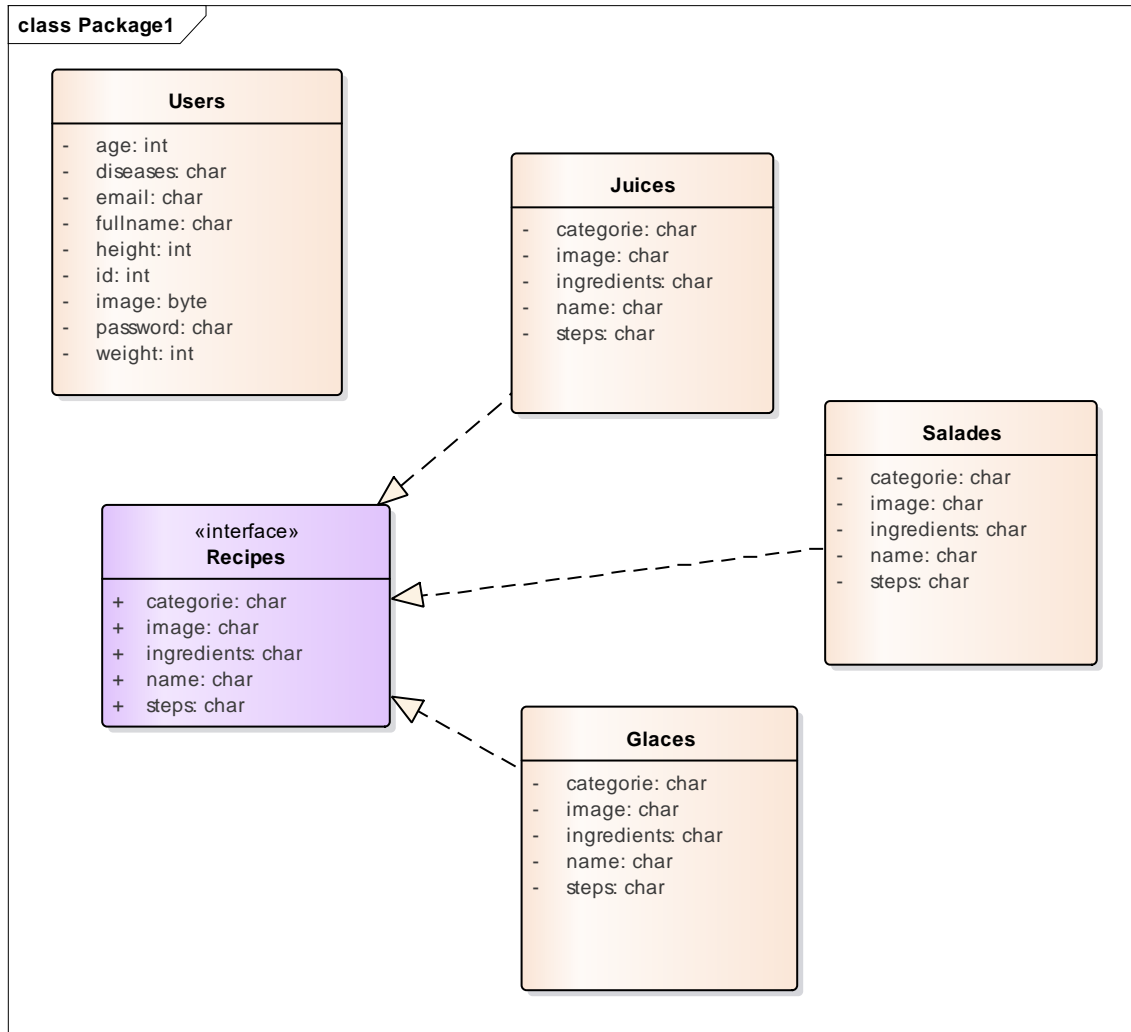 class Package1
Users
- age: int
- diseases: char
- email: char
- fullname: char
- height: int
- id: int
- image: byte
- password: char
- weight: int
Juices
- categorie: char
- image: char
- ingredients: char
- name: char
- steps: char
Salades
- categorie: char
- image: char
- ingredients: char
- name: char
- steps: char
«interface»
Recipes
+ categorie: char
+ image: char
+ ingredients: char
+ name: char
+ steps: char
Glaces
- categorie: char
- image: char
- ingredients: char
- name: char
- steps: char